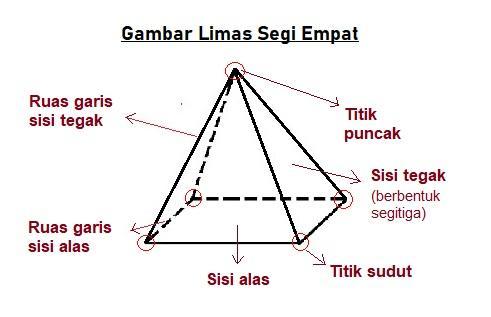 Gambar Limas Segi Empat
Ruas garis
sisi tegak
Titik
puncak
Sisi tegak
(berbentuk
segitiga)
Ruas garis
sisi alas
Sisi alas
Titik sudut